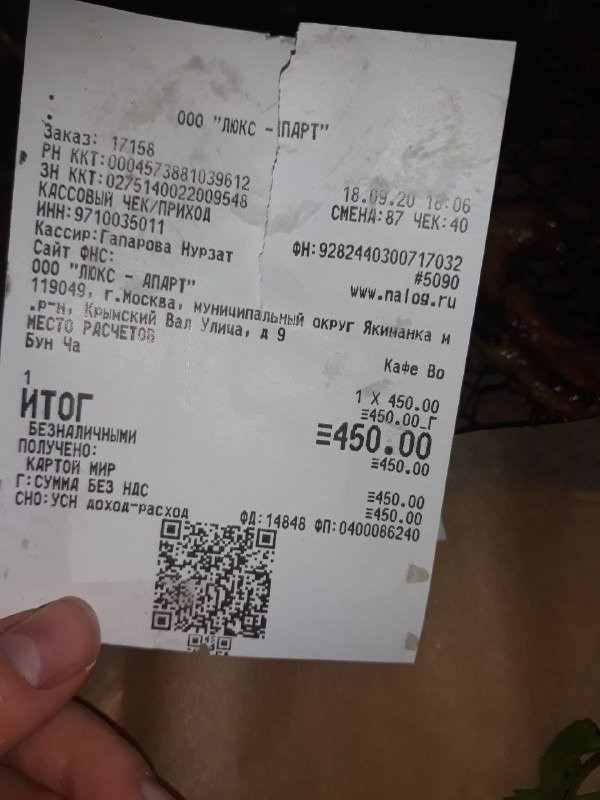 ООО "ЛЮКС - АПАРТ"
Заказ: 17158
РН ККТ:0004573881039612 18.09.20 18:06
ЗН ККТ:0275140022009548 СМЕНА:87 ЧЕК:40
КАССОВЫЙ ЧЕК/ПРИХОД
ИНН:9710035011 ФН:9282440300717032
Кассир:Гапарова Нурзат #5090
Сайт ФНС: www.nalog.ru
ООО "ЛЮКС - АПАРТ"
119049, г.Москва, муниципальный округ Якиманка и
.р-н, Крымский Вал Улица, д 9
МЕСТО РАСЧЕТОВ Кафе Во
Бун Ча
1 X 450.00
1 ≡450.00_Г
ИТОГ ≡450.00
БЕЗНАЛИЧНЫМИ ≡450.00
ПОЛУЧЕНО:
КАРТОЙ МИР ≡450.00
Г:СУММА БЕЗ НДС ≡450.00
СНО:УСН доход-расход ФД:14848 ФП:0400086240